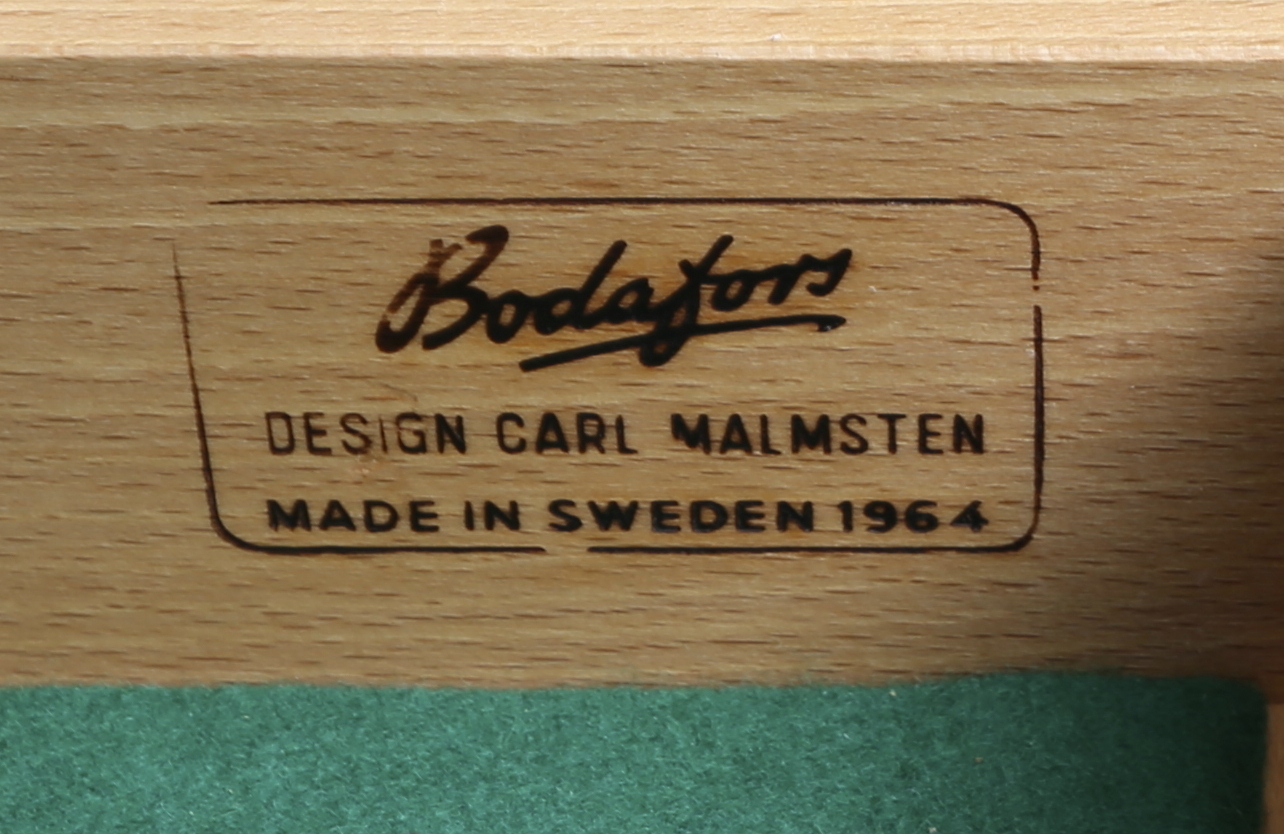 Bodafors
DESIGN CARL MALMSTEN
MADE IN SWEDEN 1964